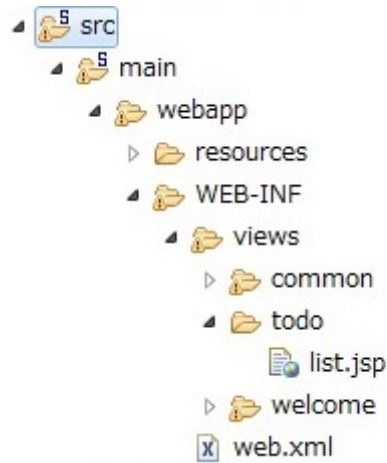 src
main
webapp
resources
WEB-INF
views
common
todo
list.jsp
welcome
web.xml